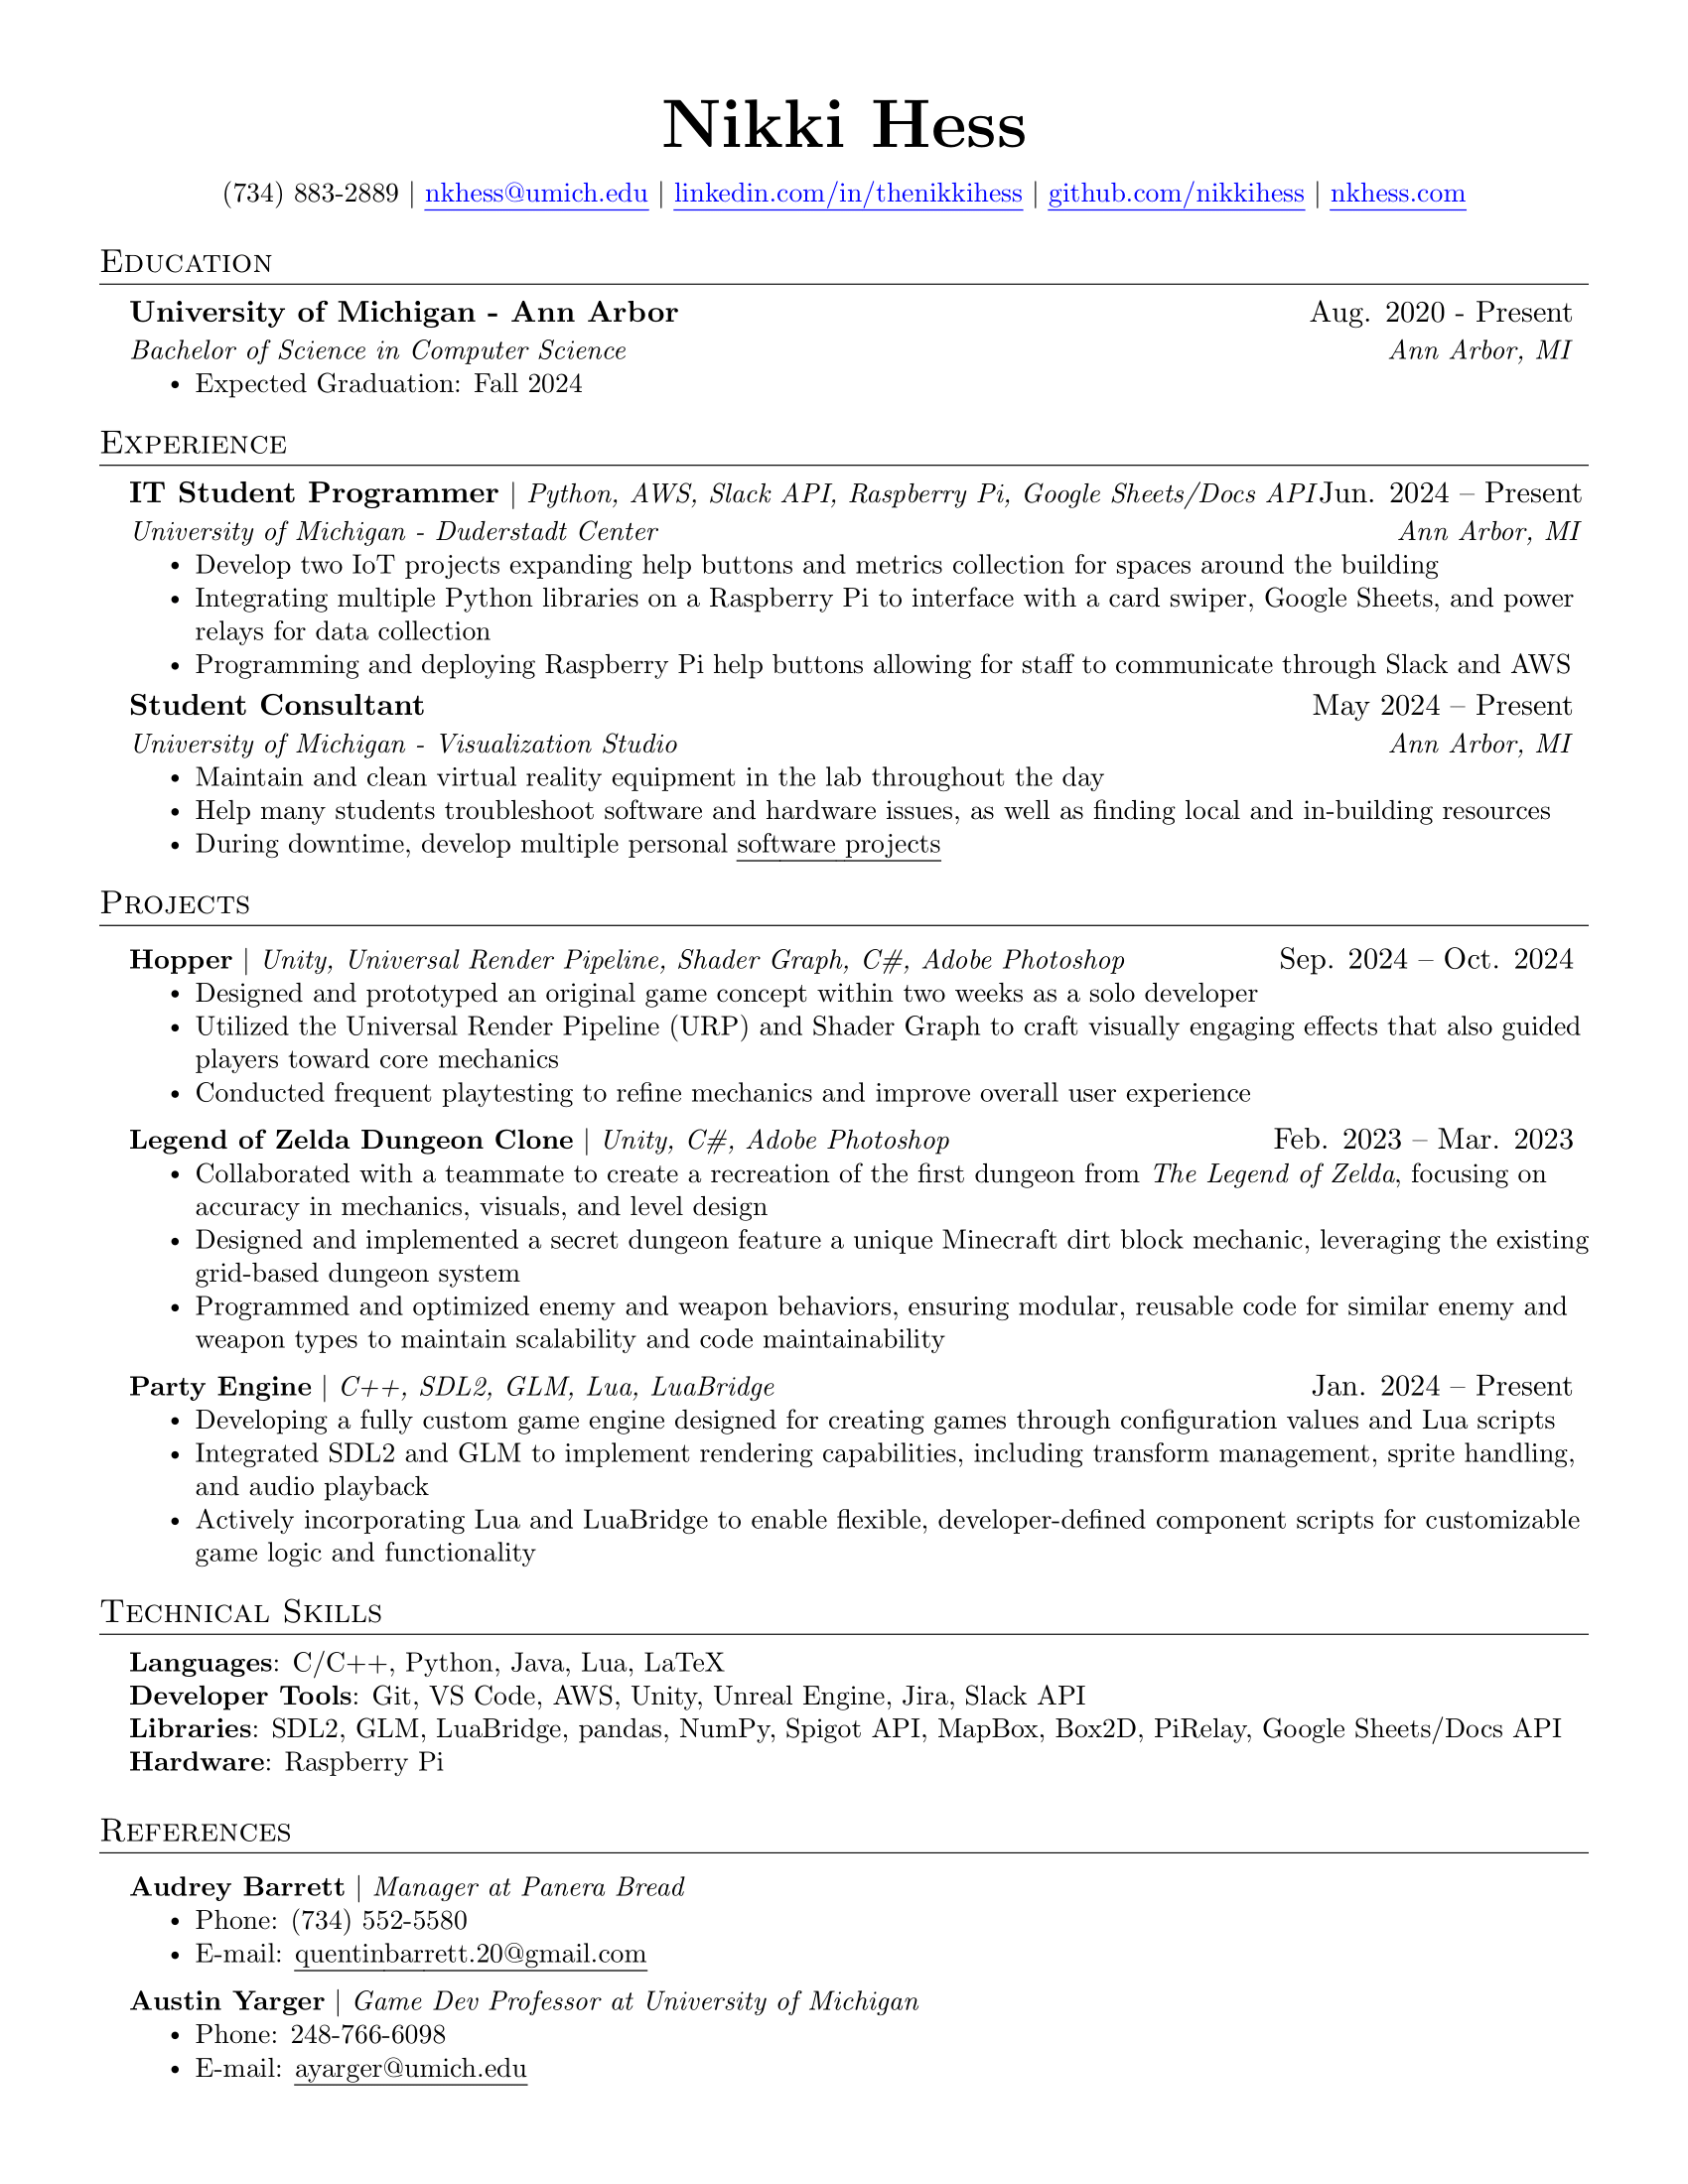 Nikki Hess
(734) 883-2889 | nkhess@umich.edu | linkedin.com/in/thenikkihess | github.com/nikkihess | nkhess.com
Education
University of Michigan - Ann Arbor Aug. 2020 - Present
Bachelor of Science in Computer Science Ann Arbor, MI
• Expected Graduation: Fall 2024
Experience
IT Student Programmer | Python, AWS, Slack API, Raspberry Pi, Google Sheets/Docs API Jun. 2024 – Present
University of Michigan - Duderstadt Center Ann Arbor, MI
• Develop two IoT projects expanding help buttons and metrics collection for spaces around the building
• Integrating multiple Python libraries on a Raspberry Pi to interface with a card swiper, Google Sheets, and power
relays for data collection
• Programming and deploying Raspberry Pi help buttons allowing for staff to communicate through Slack and AWS
Student Consultant May 2024 – Present
University of Michigan - Visualization Studio Ann Arbor, MI
• Maintain and clean virtual reality equipment in the lab throughout the day
• Help many students troubleshoot software and hardware issues, as well as finding local and in-building resources
• During downtime, develop multiple personal software projects
Projects
Hopper | Unity, Universal Render Pipeline, Shader Graph, C#, Adobe Photoshop Sep. 2024 – Oct. 2024
• Designed and prototyped an original game concept within two weeks as a solo developer
• Utilized the Universal Render Pipeline (URP) and Shader Graph to craft visually engaging effects that also guided
players toward core mechanics
• Conducted frequent playtesting to refine mechanics and improve overall user experience
Legend of Zelda Dungeon Clone | Unity, C#, Adobe Photoshop Feb. 2023 – Mar. 2023
• Collaborated with a teammate to create a recreation of the first dungeon from The Legend of Zelda, focusing on
accuracy in mechanics, visuals, and level design
• Designed and implemented a secret dungeon feature a unique Minecraft dirt block mechanic, leveraging the existing
grid-based dungeon system
• Programmed and optimized enemy and weapon behaviors, ensuring modular, reusable code for similar enemy and
weapon types to maintain scalability and code maintainability
Party Engine | C++, SDL2, GLM, Lua, LuaBridge Jan. 2024 – Present
• Developing a fully custom game engine designed for creating games through configuration values and Lua scripts
• Integrated SDL2 and GLM to implement rendering capabilities, including transform management, sprite handling,
and audio playback
• Actively incorporating Lua and LuaBridge to enable flexible, developer-defined component scripts for customizable
game logic and functionality
Technical Skills
Languages: C/C++, Python, Java, Lua, LaTeX
Developer Tools: Git, VS Code, AWS, Unity, Unreal Engine, Jira, Slack API
Libraries: SDL2, GLM, LuaBridge, pandas, NumPy, Spigot API, MapBox, Box2D, PiRelay, Google Sheets/Docs API
Hardware: Raspberry Pi
References
Audrey Barrett | Manager at Panera Bread
• Phone: (734) 552-5580
• E-mail: quentinbarrett.20@gmail.com
Austin Yarger | Game Dev Professor at University of Michigan
• Phone: 248-766-6098
• E-mail: ayarger@umich.edu